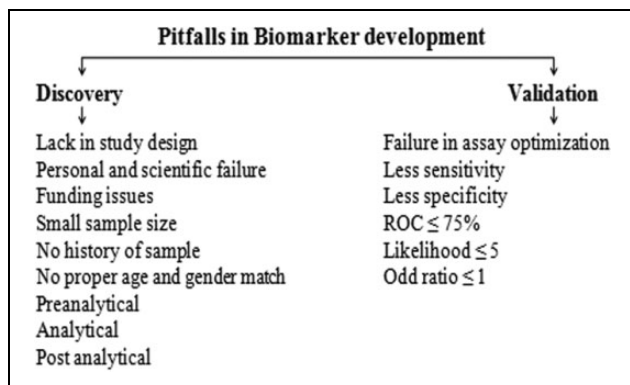 Pitfalls in Biomarker development
Discovery
Lack in study design
Personal and scientific failure
Funding issues
Small sample size
No history of sample
No proper age and gender match
Preanalytical
Analytical
Post analytical
Validation
Failure in assay optimization
Less sensitivity
Less specificity
ROC ≤ 75%
Likelihood ≤ 5
Odd ratio ≤ 1